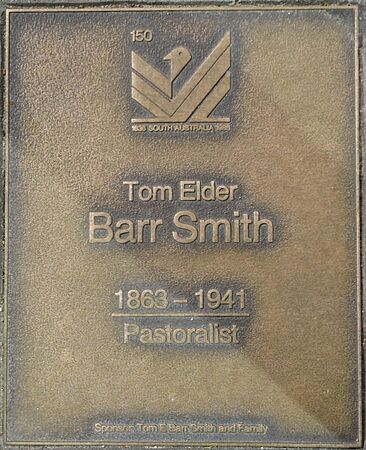 150
1836 SOUTH AUSTRALIA 1986
Tom Elder
Barr Smith
1863 - 1941
Pastoralist
Sponsor: Tom E Barr Smith and Family